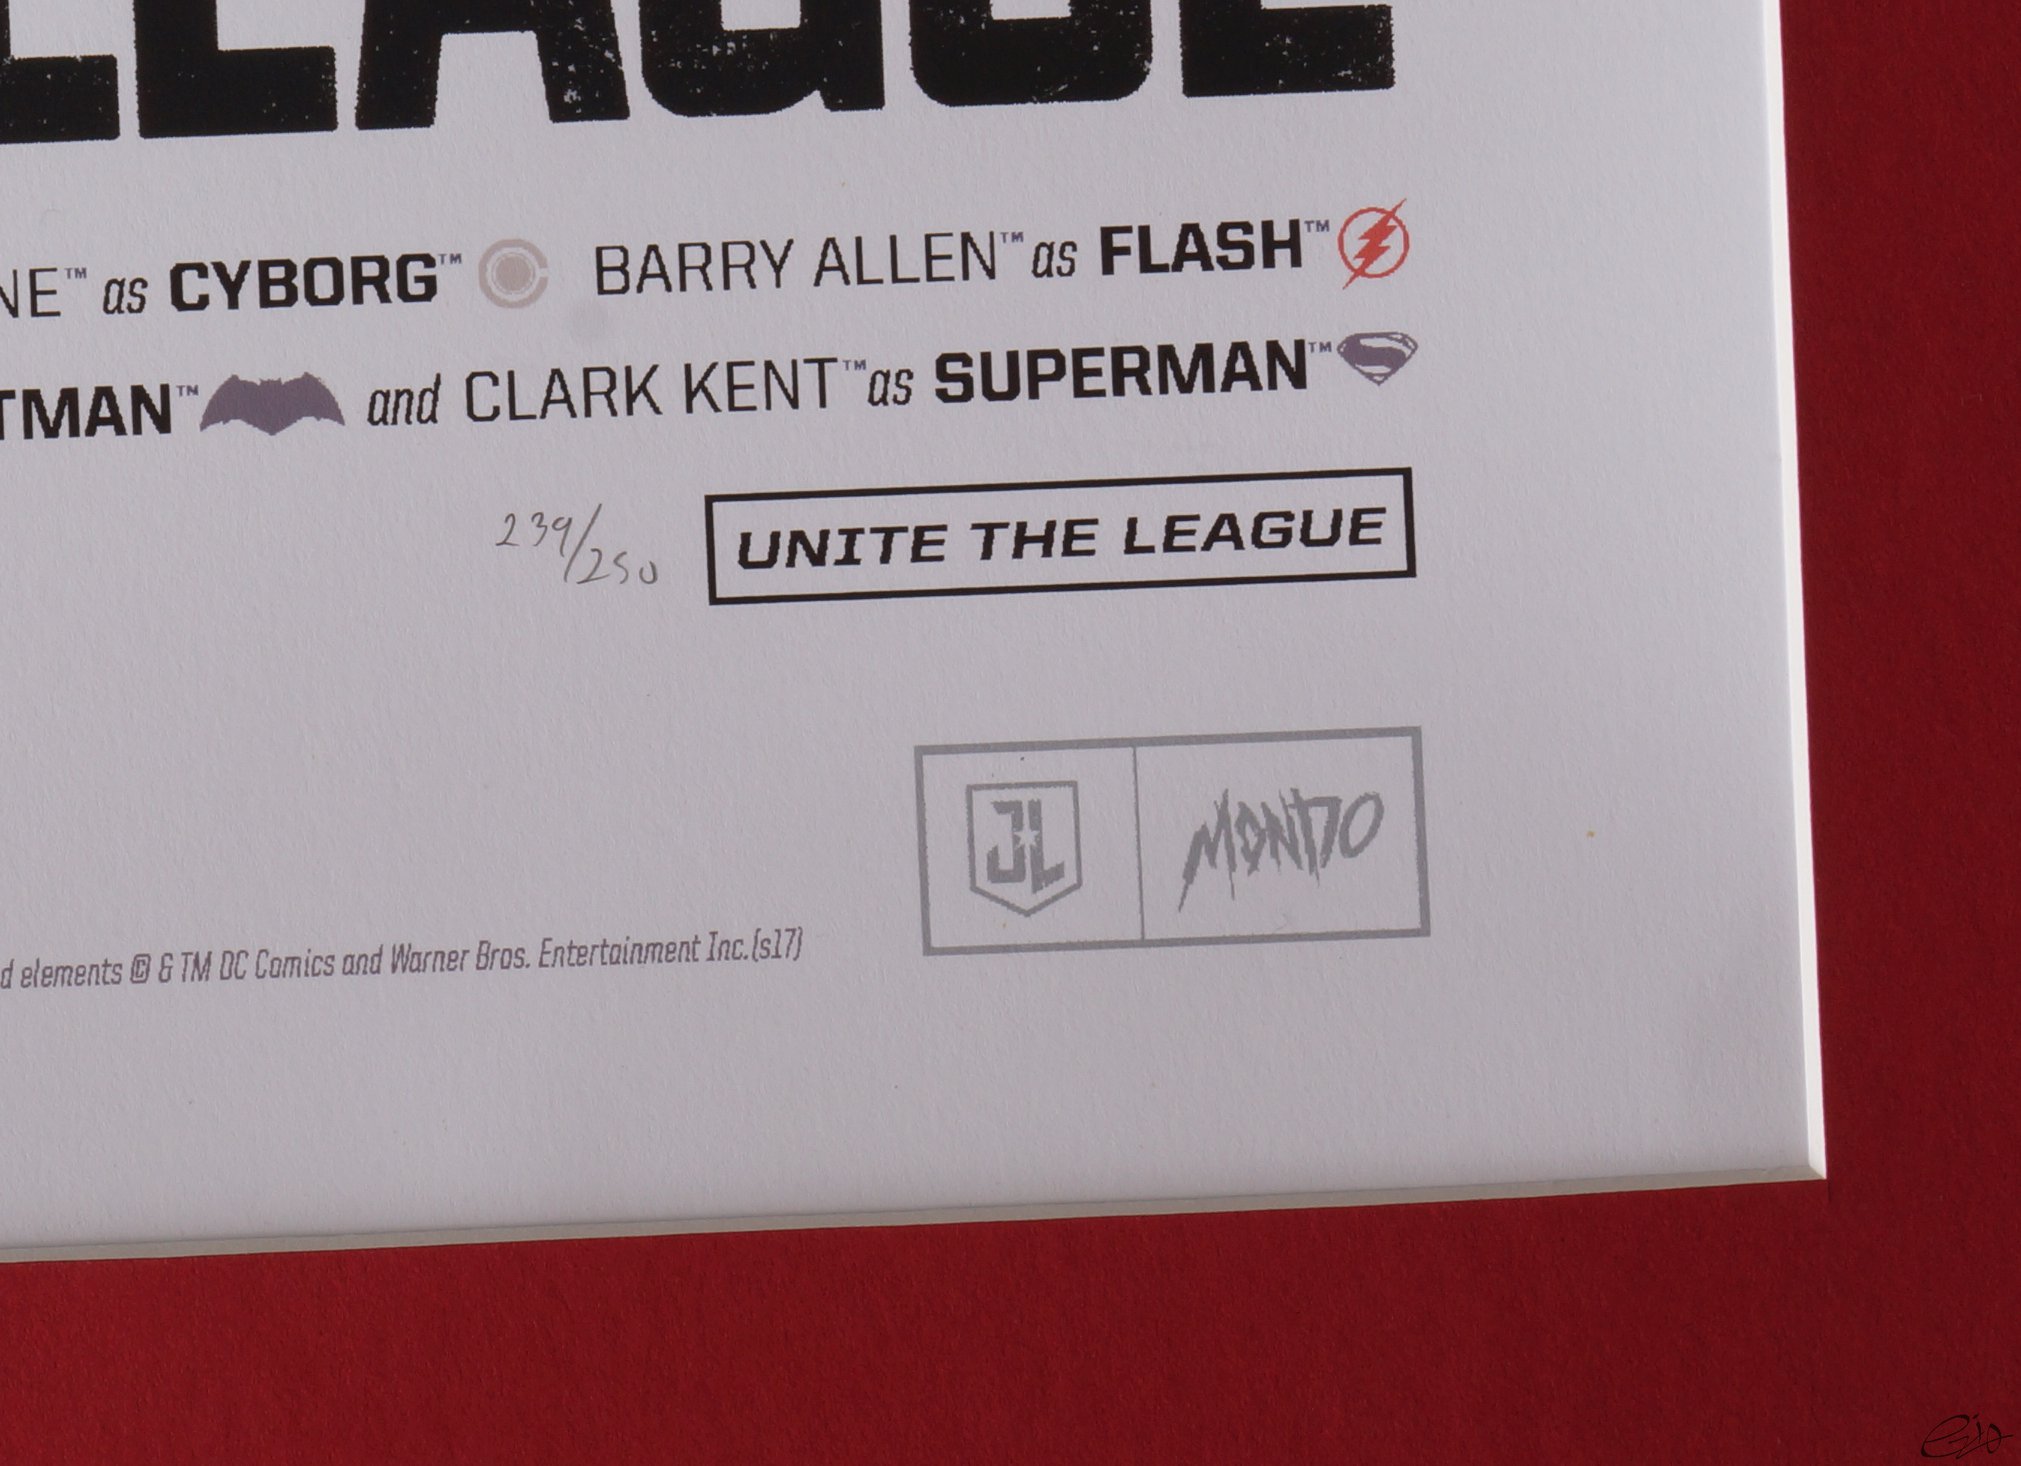 LEAGUE
NE™ as CYBORG™ BARRY ALLEN™ as FLASH™
TMAN™ and CLARK KENT™ as SUPERMAN™
239/250
UNITE THE LEAGUE
JL MONDO
d elements © & TM DC Comics and Warner Bros. Entertainment Inc.(s17)